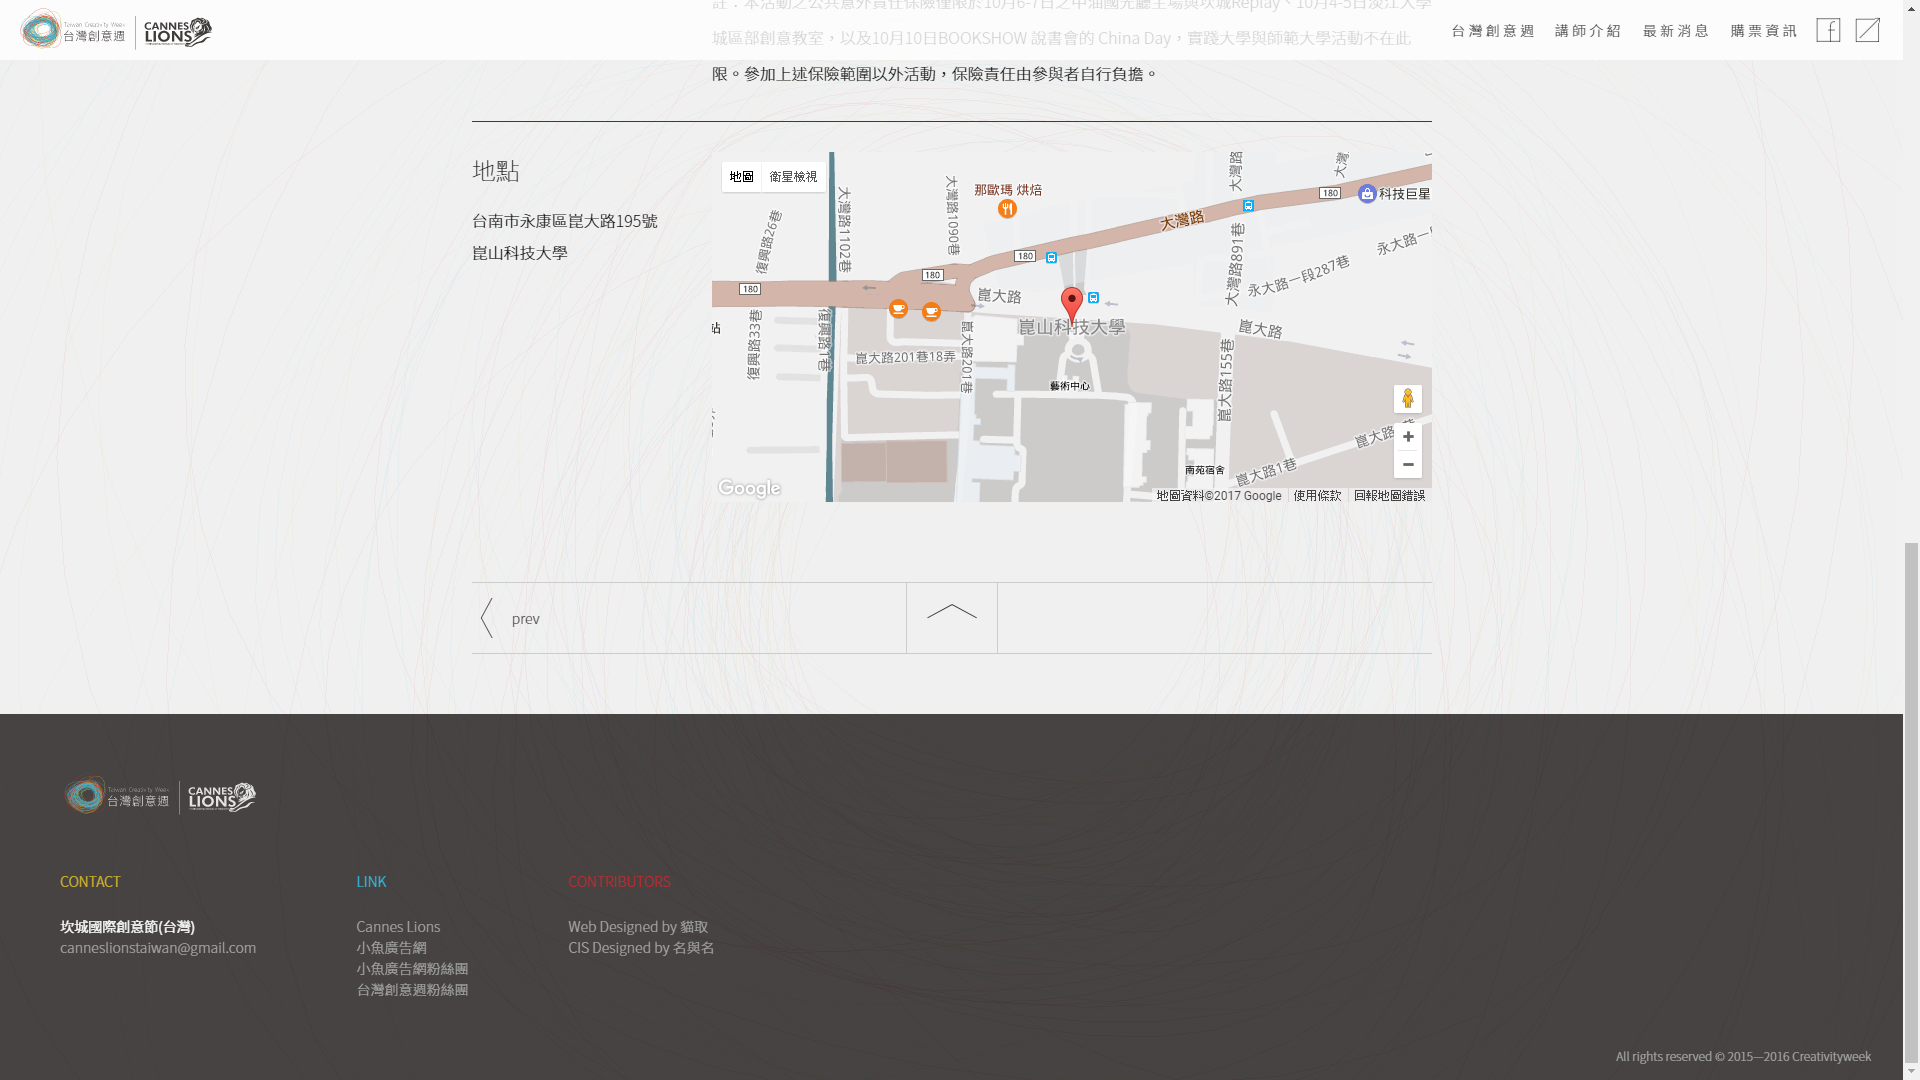 Taiwan Creativity Week
台灣創意週
CANNES
LIONS
台灣創意週
講師介紹
最新消息
購票資訊
註：本活動之公共意外責任保險僅限於10月6-7日之中油國光廳主場與坎城Replay、10月4-5日淡江大學
城區部創意教室，以及10月10日BOOKSHOW 說書會的 China Day，實踐大學與師範大學活動不在此
限。參加上述保險範圍以外活動，保險責任由參與者自行負擔。
地點
台南市永康區崑大路195號
崑山科技大學
地圖
衛星檢視
復興路26巷
大灣路1102巷
大灣路1090巷
那歐瑪 烘焙
大灣路
大灣
180
科技巨星
大灣路
大灣路891巷
永大路一
永大路一段287巷
180
180
180
崑大路
崑山科技大學
崑大路
站
復興路33巷
復興路1巷
崑大路201巷18弄
崑大路201巷
藝術中心
崑大路155巷
崑大路
南苑宿舍
崑大路1巷
Google
地圖資料©2017 Google
使用條款
回報地圖錯誤
prev
Taiwan Creativity Week
台灣創意週
CANNES
LIONS
CONTACT
坎城國際創意節(台灣)
canneslionstaiwan@gmail.com
LINK
Cannes Lions
小魚廣告網
小魚廣告網粉絲團
台灣創意週粉絲團
CONTRIBUTORS
Web Designed by 貓取
CIS Designed by 名與名
All rights reserved © 2015—2016 Creativityweek